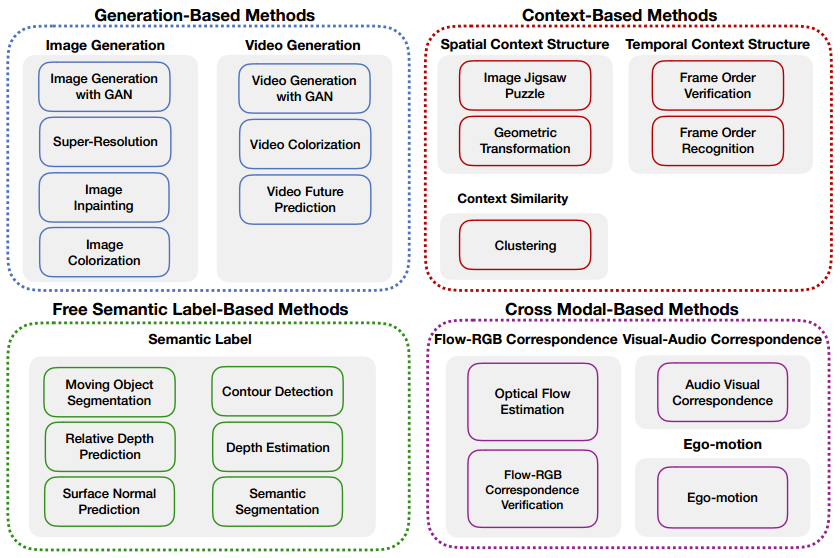 Generation-Based Methods
Image Generation
Image Generation
with GAN
Super-Resolution
Image
Inpainting
Image
Colorization
Video Generation
Video Generation
with GAN
Video Colorization
Video Future
Prediction
Context-Based Methods
Spatial Context Structure
Image Jigsaw
Puzzle
Geometric
Transformation
Temporal Context Structure
Frame Order
Verification
Frame Order
Recognition
Context Similarity
Clustering
Free Semantic Label-Based Methods
Semantic Label
Moving Object
Segmentation
Contour Detection
Relative Depth
Prediction
Depth Estimation
Surface Normal
Prediction
Semantic
Segmentation
Cross Modal-Based Methods
Flow-RGB Correspondence
Optical Flow
Estimation
Flow-RGB
Correspondence
Verification
Visual-Audio Correspondence
Audio Visual
Correspondence
Ego-motion
Ego-motion